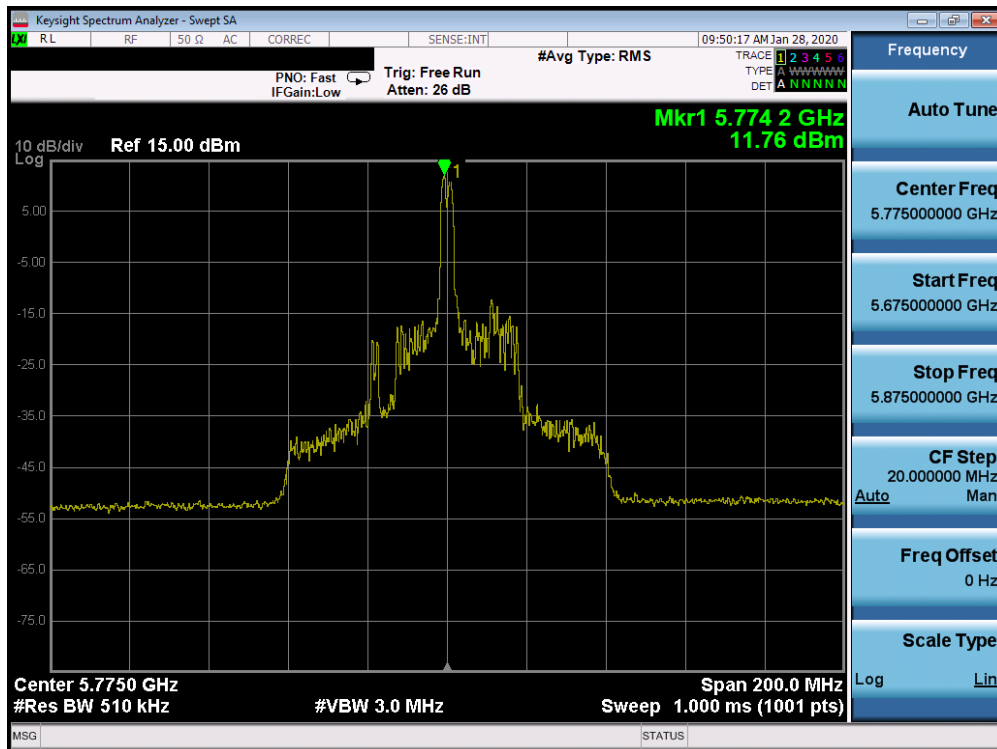 Keysight Spectrum Analyzer - Swept SA
LXI RL RF 50 Ω AC CORREC SENSE:INT 09:50:17 AM Jan 28, 2020
#Avg Type: RMS TRACE 1 2 3 4 5 6
PNO: Fast Trig: Free Run TYPE A WWWWW
IFGain:Low Atten: 26 dB DET A N N N N N
Mkr1 5.774 2 GHz
11.76 dBm
10 dB/div Ref 15.00 dBm
Log
1
5.00
-5.00
-15.0
-25.0
-35.0
-45.0
-55.0
-65.0
-75.0
Center 5.7750 GHz Span 200.0 MHz
#Res BW 510 kHz #VBW 3.0 MHz Sweep 1.000 ms (1001 pts)
MSG STATUS
Frequency
Auto Tune
Center Freq
5.775000000 GHz
Start Freq
5.675000000 GHz
Stop Freq
5.875000000 GHz
CF Step
20.000000 MHz
Auto Man
Freq Offset
0 Hz
Scale Type
Log Lin